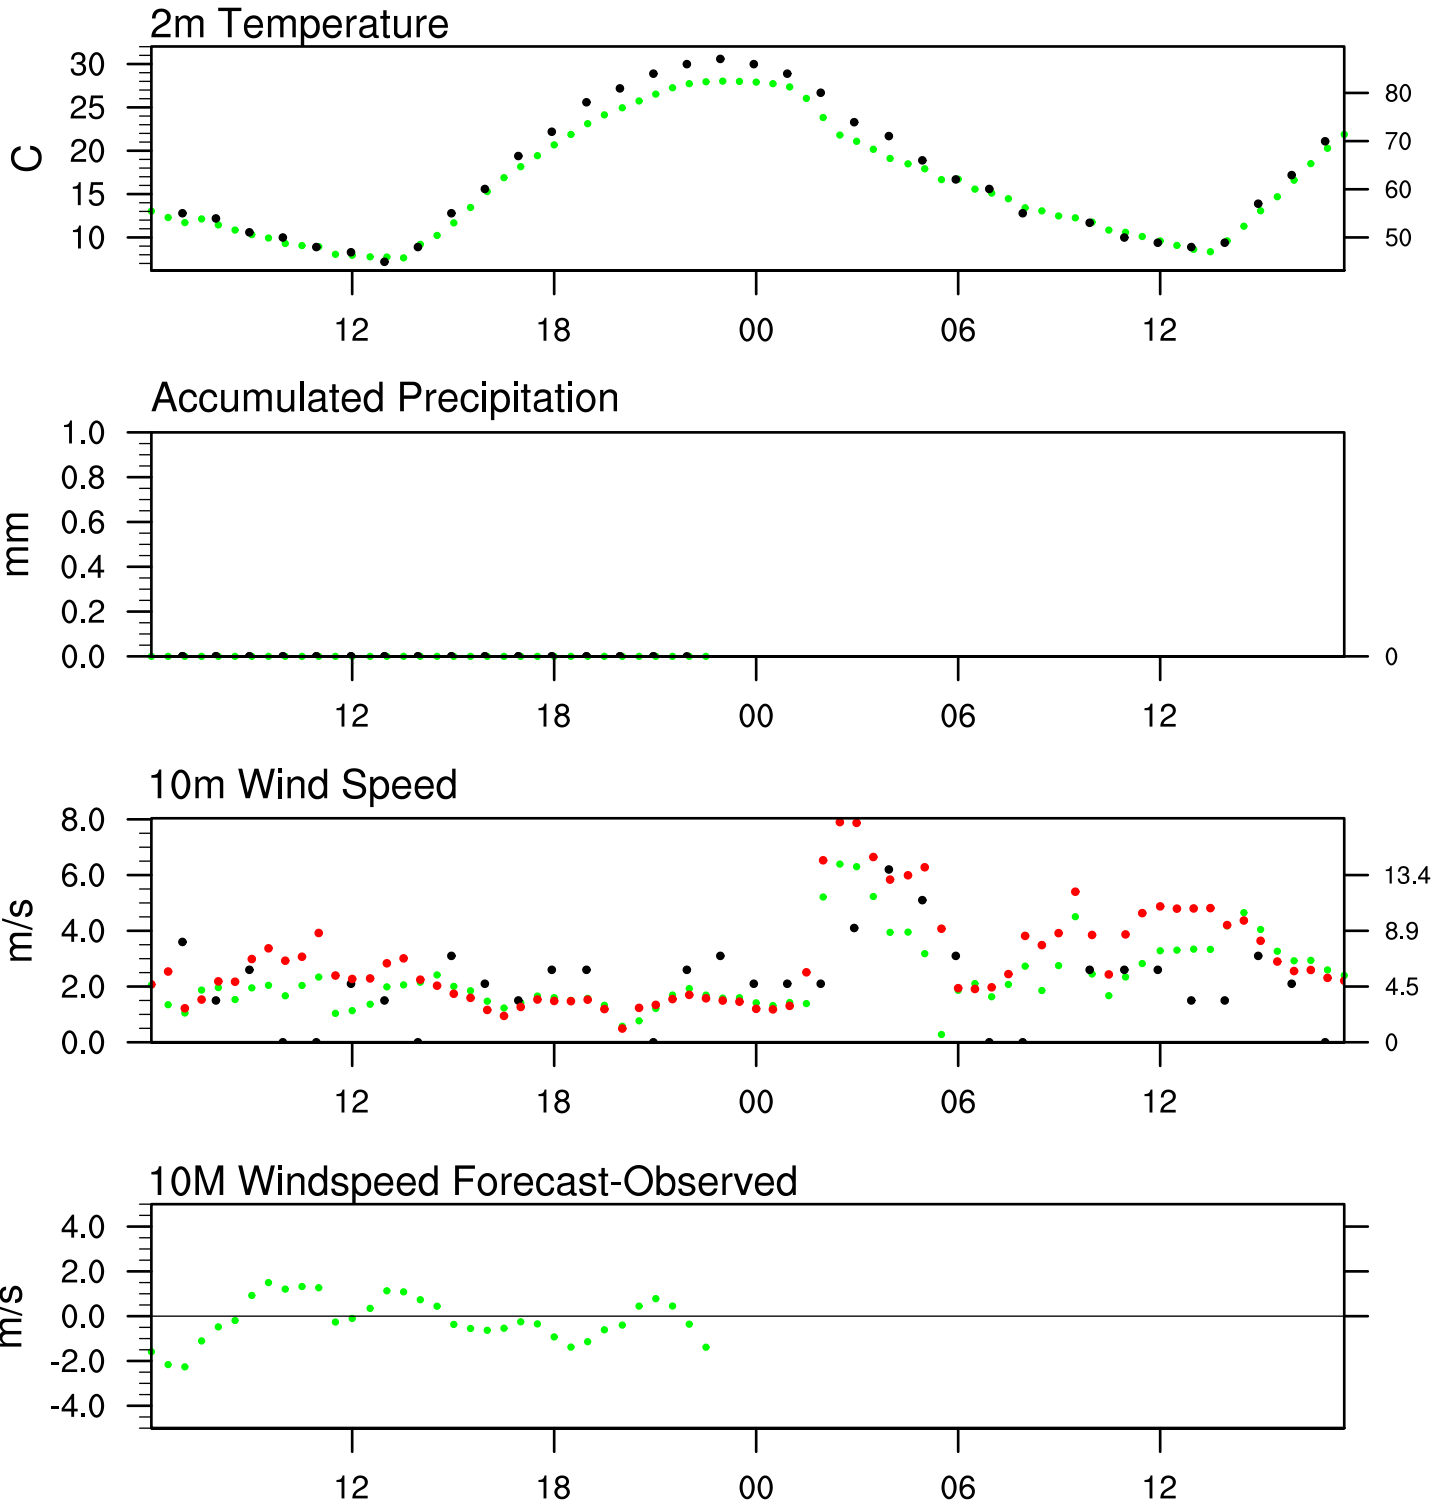 2m Temperature
30
25
20
15
10
C
80
70
60
50
12 18 00 06 12
Accumulated Precipitation
1.0
0.8
0.6
0.4
0.2
0.0
mm
0
12 18 00 06 12
10m Wind Speed
8.0
6.0
4.0
2.0
0.0
m/s
13.4
8.9
4.5
0
12 18 00 06 12
10M Windspeed Forecast-Observed
4.0
2.0
0.0
-2.0
-4.0
m/s
12 18 00 06 12